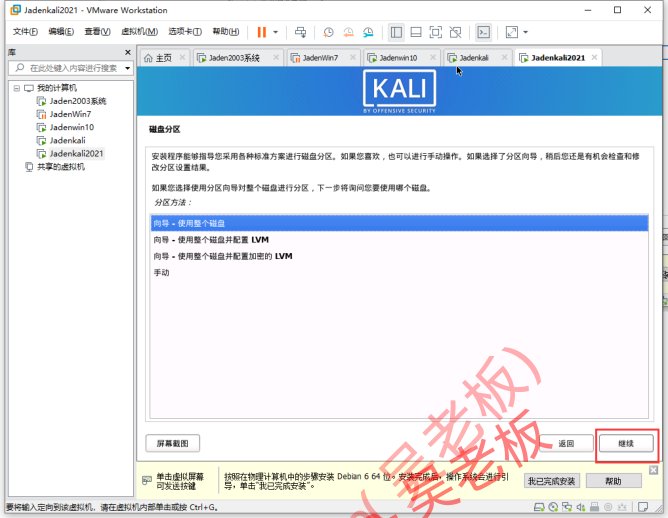 Jadenkali2021 - VMware Workstation
文件(F) 编辑(E) 查看(V) 虚拟机(M) 选项卡(T) 帮助(H)
库
在此处键入内容进行搜索
我的计算机
Jaden2003系统
JadenWin7
Jadenwin10
Jadenkali
Jadenkali2021
共享的虚拟机
主页 Jaden2003系统 JadenWin7 Jadenwin10 Jadenkali Jadenkali2021
KALI
BY OFFENSIVE SECURITY
磁盘分区
安装程序能够指导您采用各种标准方案进行磁盘分区。如果您喜欢，也可以进行手动操作。如果选择了分区向导，稍后您还是有机会检查和修
改分区设置结果。
如果您选择使用分区向导对整个磁盘进行分区，下一步将询问您要使用哪个磁盘。
分区方法：
向导 - 使用整个磁盘
向导 - 使用整个磁盘并配置 LVM
向导 - 使用整个磁盘并配置加密的 LVM
手动
屏幕截图 返回 继续
单击虚拟屏幕
可发送按键
按照在物理计算机中的步骤安装 Debian 6 64 位。安装完成后，操作系统会进行引
导，单击"我已完成安装"。
我已完成安装 帮助
要将输入定向到该虚拟机，请在虚拟机内部单击或按 Ctrl+G。
吴老板)
吴老板